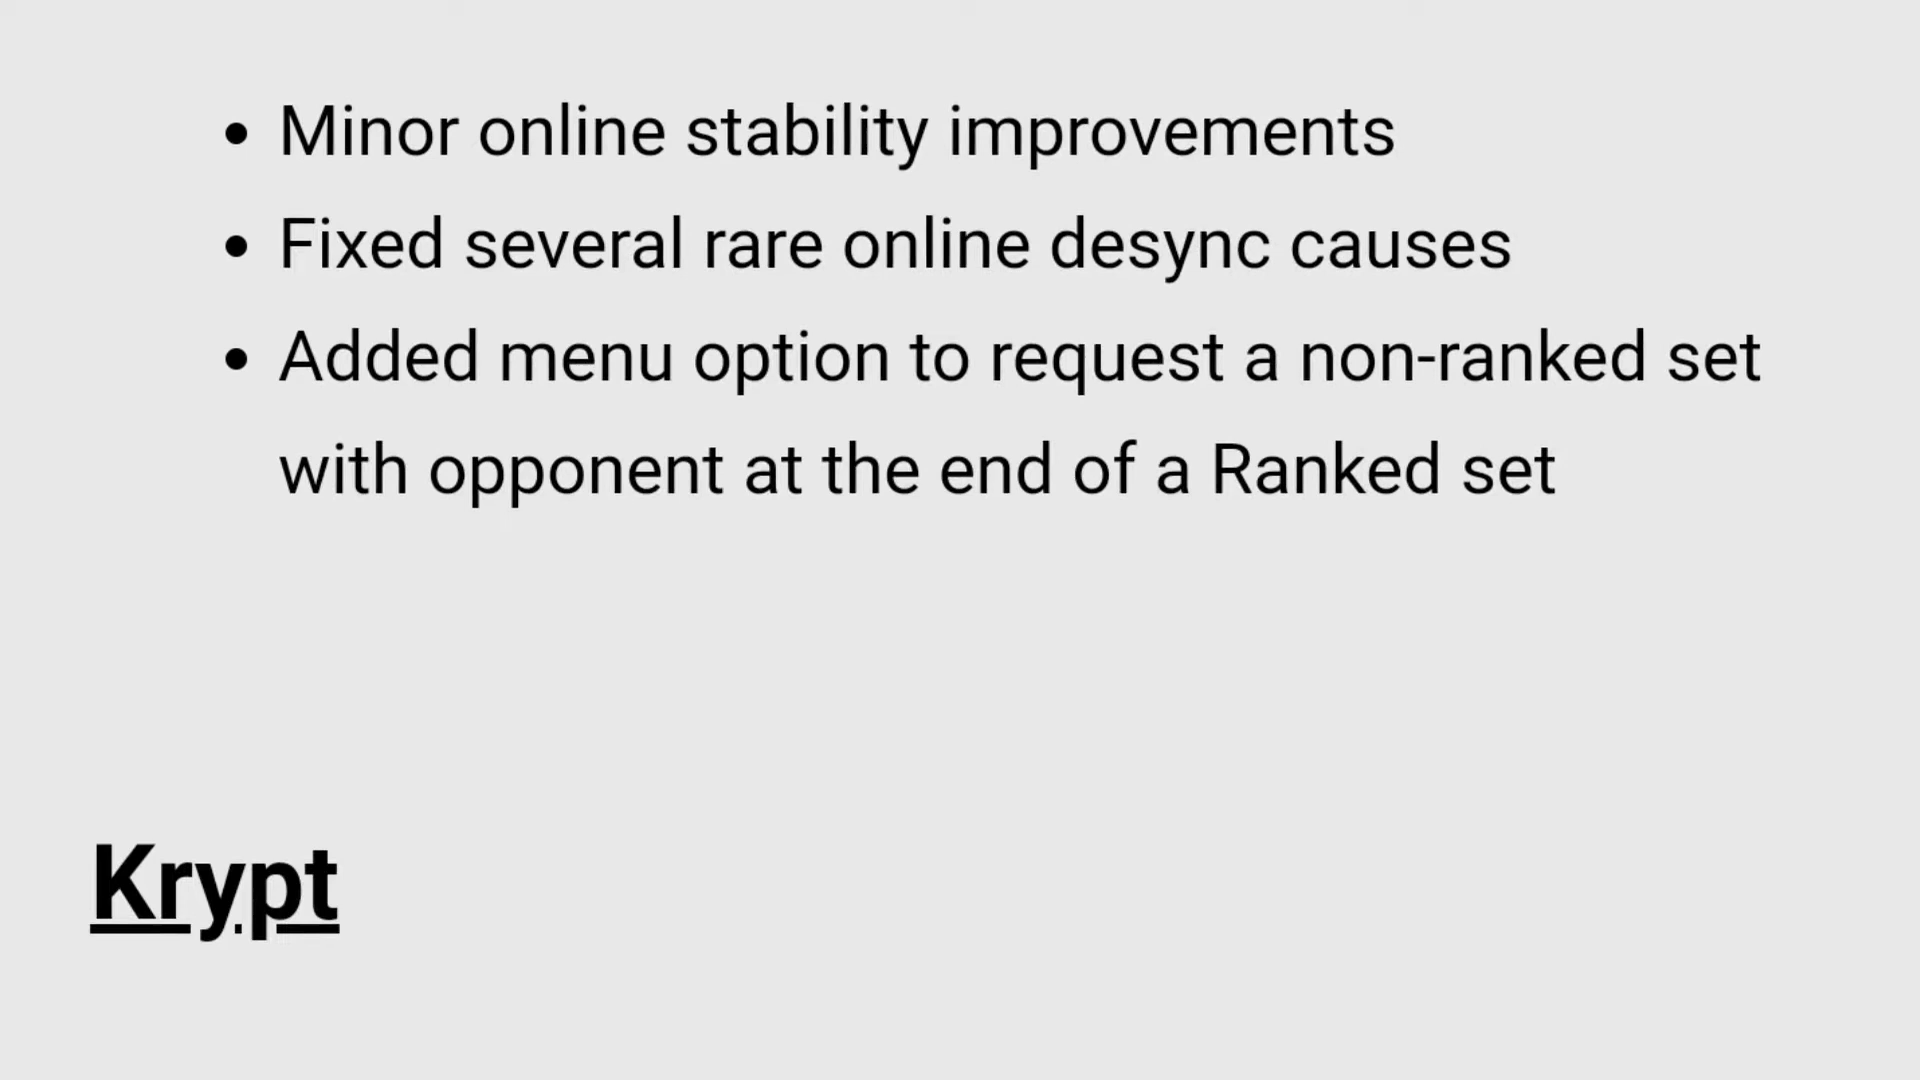 • Minor online stability improvements
• Fixed several rare online desync causes
• Added menu option to request a non-ranked set
with opponent at the end of a Ranked set
Krypt